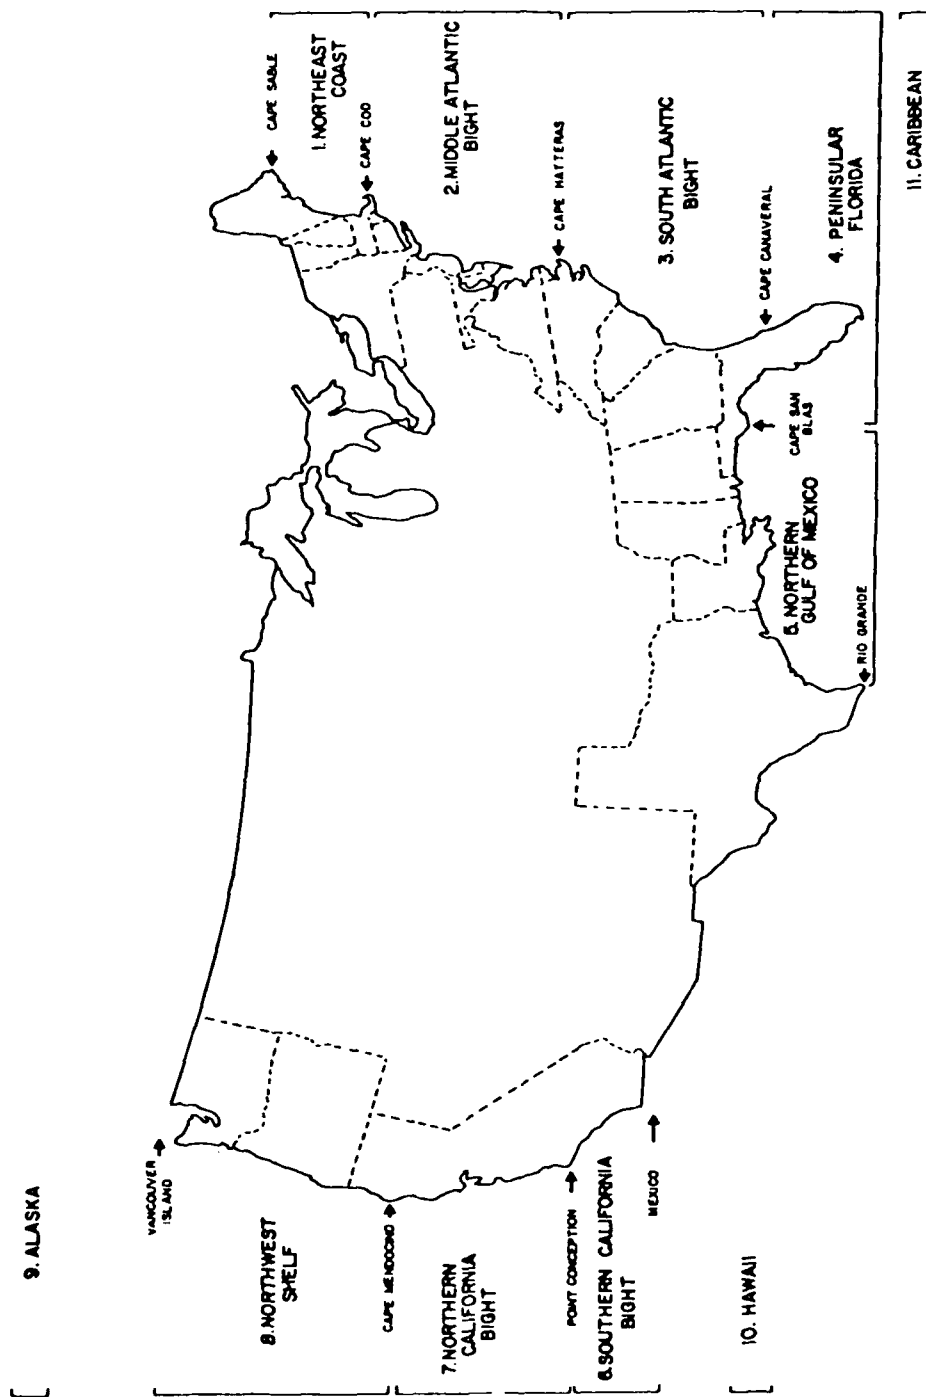 9. ALASKA
VANCOUVER
ISLAND
8. NORTHWEST
SHELF
CAPE MENDOCINO
7. NORTHERN
CALIFORNIA
BIGHT
POINT CONCEPTION
6. SOUTHERN CALIFORNIA
BIGHT
MEXICO
10. HAWAII
CAPE SABLE
1. NORTHEAST
COAST
CAPE COD
2. MIDDLE ATLANTIC
BIGHT
CAPE HATTERAS
3. SOUTH ATLANTIC
BIGHT
CAPE CANAVERAL
4. PENINSULAR
FLORIDA
CAPE SAN
BLAS
5. NORTHERN
GULF OF MEXICO
RIO GRANDE
11. CARIBBEAN